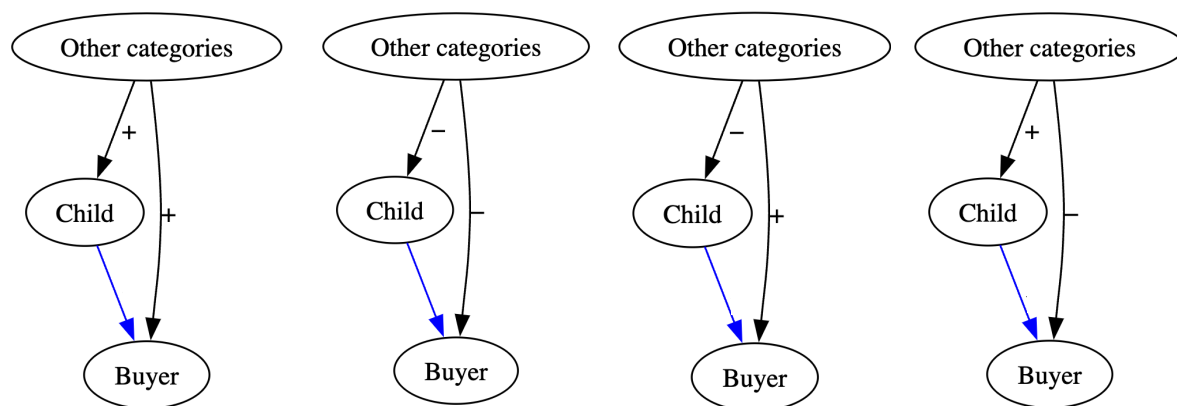 Other categories
+
+
Child
Buyer
Other categories
−
−
Child
Buyer
Other categories
−
+
Child
Buyer
Other categories
+
−
Child
Buyer